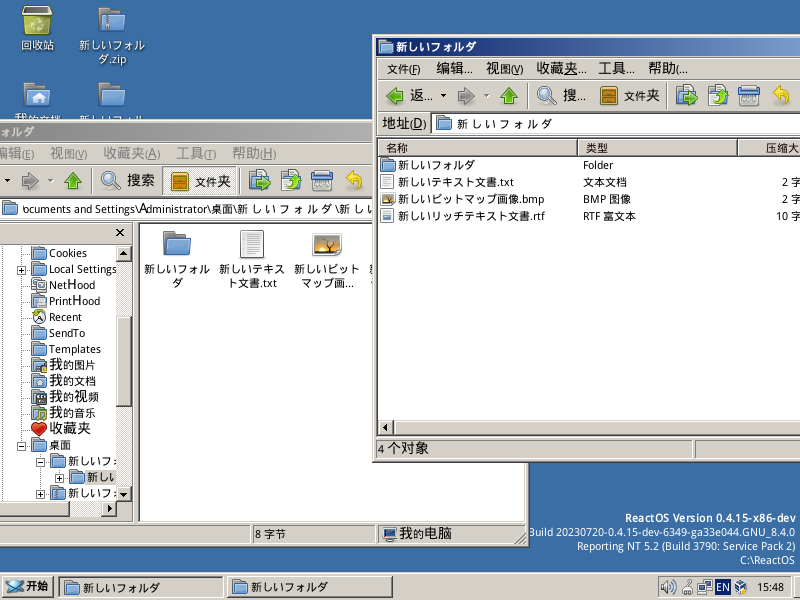 回收站
新しいフォル
ダ.zip
新しいフォルダ
文件(F) 编辑... 视图(V) 收藏夹... 工具... 帮助(...
返... 搜... 文件夹
地址(D) 新しいフォルダ
名称 类型 压缩大
新しいフォルダ Folder
新しいテキスト文書.txt 文本文档 2 字
新しいビットマップ画像.bmp BMP 图像 2 字
新しいリッチテキスト文書.rtf RTF 富文本 10 字
4 个对象
ォルダ
编辑(E) 视图(V) 收藏夹(A) 工具(T) 帮助(H)
搜索 文件夹
ocuments and Settings\Administrator\桌面\新しいフォルダ\新しい
Cookies
Local Settings
NetHood
PrintHood
Recent
SendTo
Templates
我的图片
我的文档
我的视频
我的音乐
收藏夹
桌面
新しいフォ
新しい
新しいフォ
新しいフォル
ダ
新しいテキス
ト文書.txt
新しいビット
マップ画...
8 字节 我的电脑
ReactOS Version 0.4.15-x86-dev
Build 20230720-0.4.15-dev-6349-ga33e044.GNU_8.4.0
Reporting NT 5.2 (Build 3790: Service Pack 2)
C:\ReactOS
开始 新しいフォルダ 新しいフォルダ EN 15:48